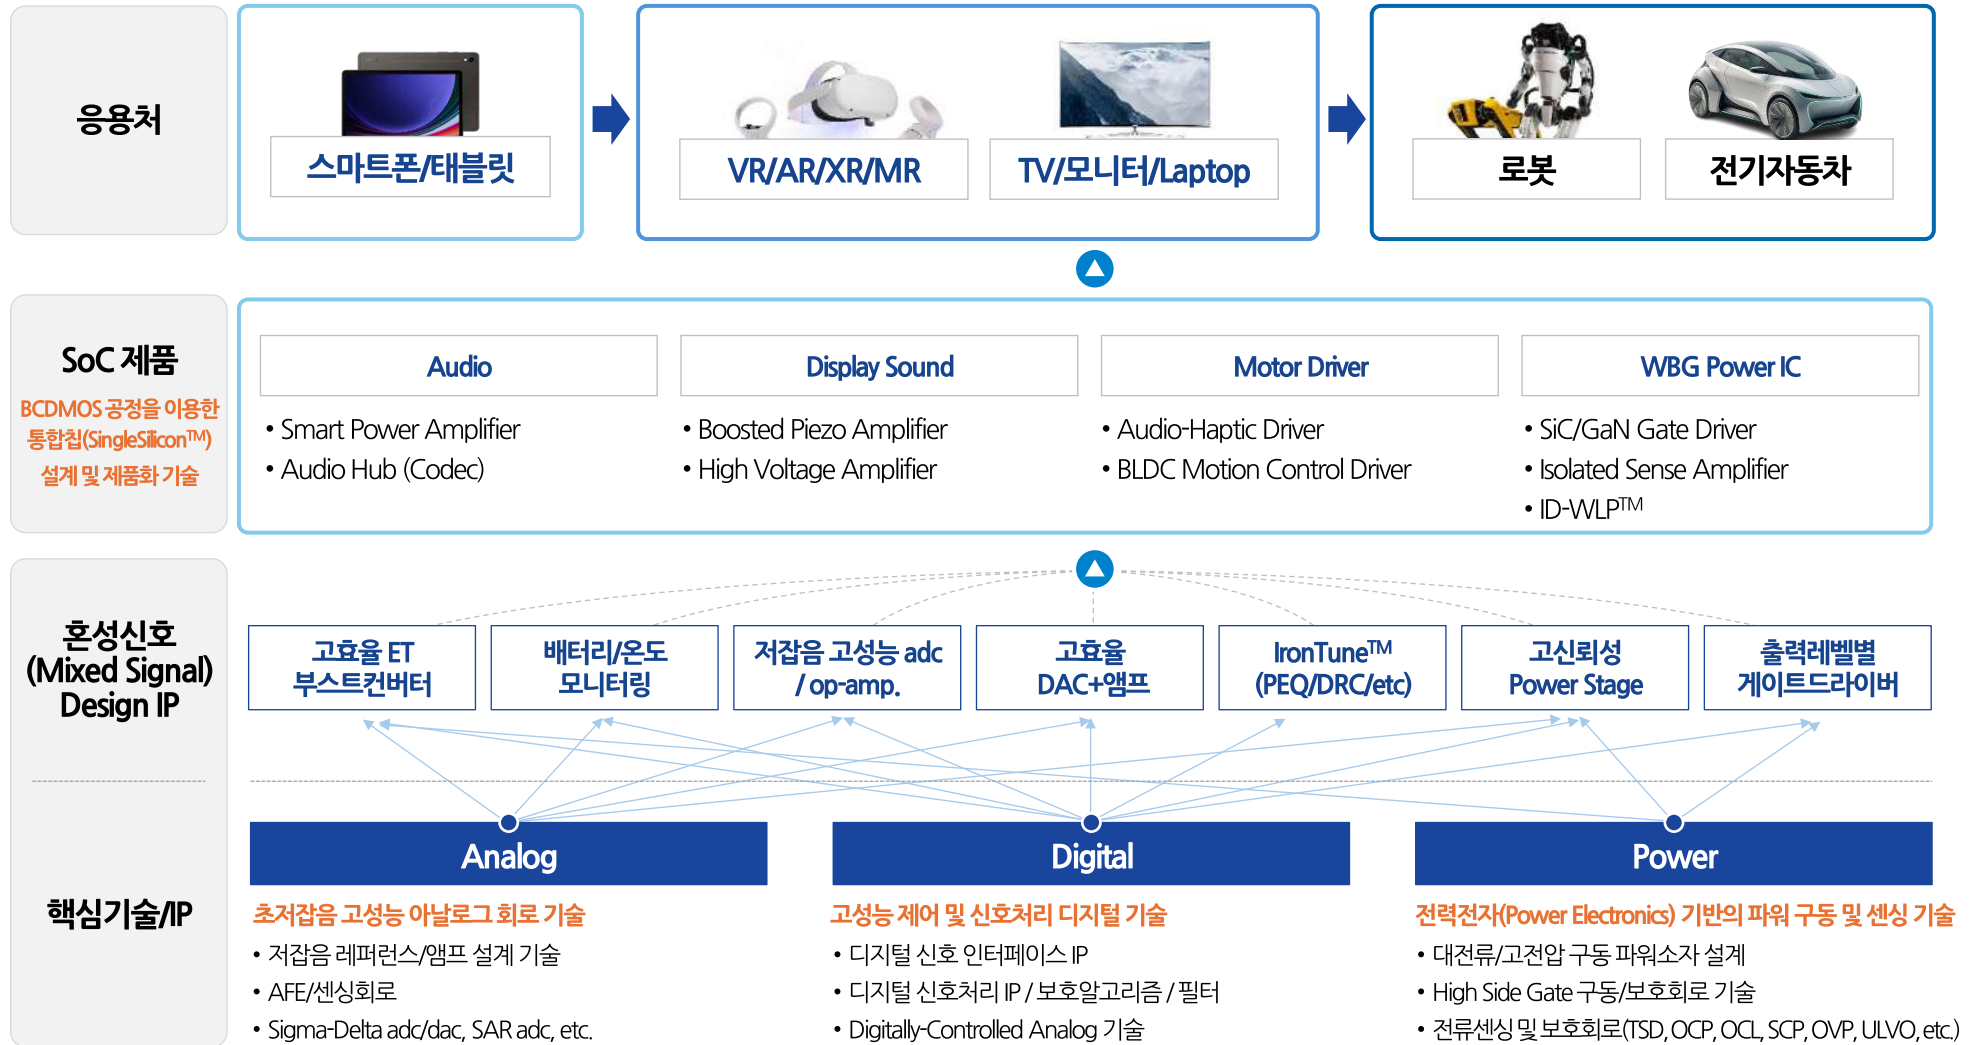 응용처
스마트폰/태블릿
VR/AR/XR/MR
TV/모니터/Laptop
로봇
전기자동차
SoC 제품
BCDMOS 공정을 이용한
통합칩(SingleSilicon™)
설계 및 제품화 기술
Audio
• Smart Power Amplifier
• Audio Hub (Codec)
Display Sound
• Boosted Piezo Amplifier
• High Voltage Amplifier
Motor Driver
• Audio-Haptic Driver
• BLDC Motion Control Driver
WBG Power IC
• SiC/GaN Gate Driver
• Isolated Sense Amplifier
• ID-WLP™
혼성신호
(Mixed Signal)
Design IP
고효율 ET
부스트컨버터
배터리/온도
모니터링
저잡음 고성능 adc
/ op-amp.
고효율
DAC+앰프
IronTune™
(PEQ/DRC/etc)
고신뢰성
Power Stage
출력레벨별
게이트드라이버
핵심기술/IP
Analog
초저잡음 고성능 아날로그 회로 기술
• 저잡음 레퍼런스/앰프 설계 기술
• AFE/센싱회로
• Sigma-Delta adc/dac, SAR adc, etc.
Digital
고성능 제어 및 신호처리 디지털 기술
• 디지털 신호 인터페이스 IP
• 디지털 신호처리 IP / 보호알고리즘 / 필터
• Digitally-Controlled Analog 기술
Power
전력전자(Power Electronics) 기반의 파워 구동 및 센싱 기술
• 대전류/고전압 구동 파워소자 설계
• High Side Gate 구동/보호회로 기술
• 전류센싱 및 보호회로(TSD, OCP, OCL, SCP, OVP, ULVO, etc.)